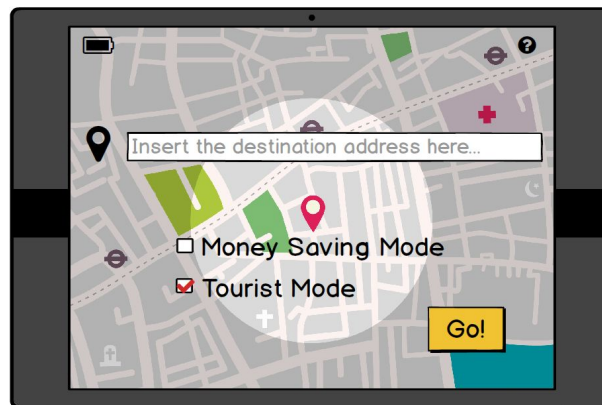 Insert the destination address here...
Money Saving Mode
Tourist Mode
Go!